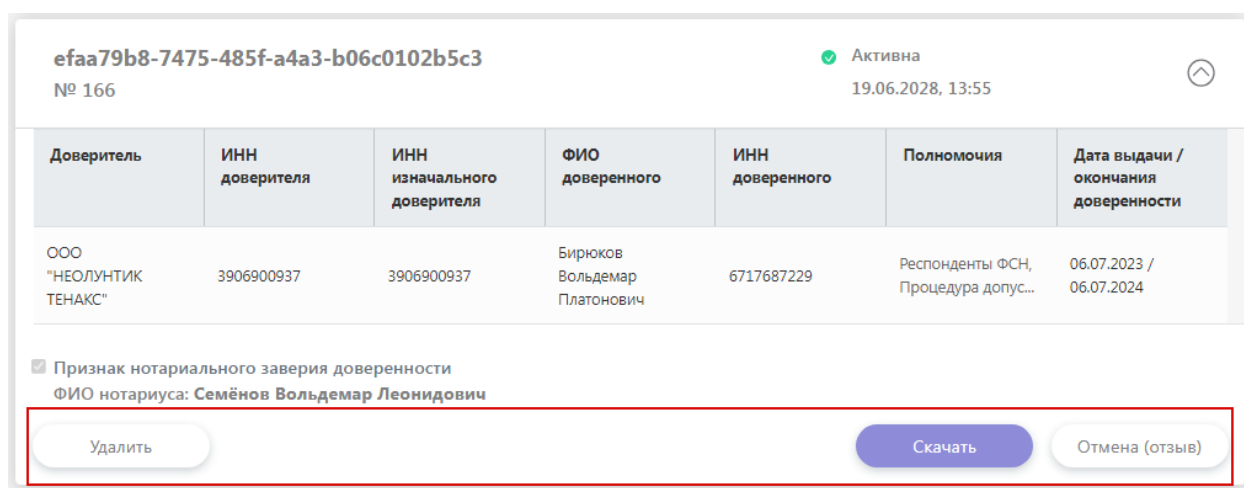 efaa79b8-7475-485f-a4a3-b06c0102b5c3
№ 166
Активна
19.06.2028, 13:55
Доверитель
ИНН
доверителя
ИНН
изначального
доверителя
ФИО
доверенного
ИНН
доверенного
Полномочия
Дата выдачи /
окончания
доверенности
ООО
"НЕОЛУНТИК
ТЕНАКС"
3906900937
3906900937
Бирюков
Вольдемар
Платонович
6717687229
Респонденты ФСН,
Процедура допус...
06.07.2023 /
06.07.2024
Признак нотариального заверия доверенности
ФИО нотариуса: Семёнов Вольдемар Леонидович
Удалить
Скачать
Отмена (отзыв)